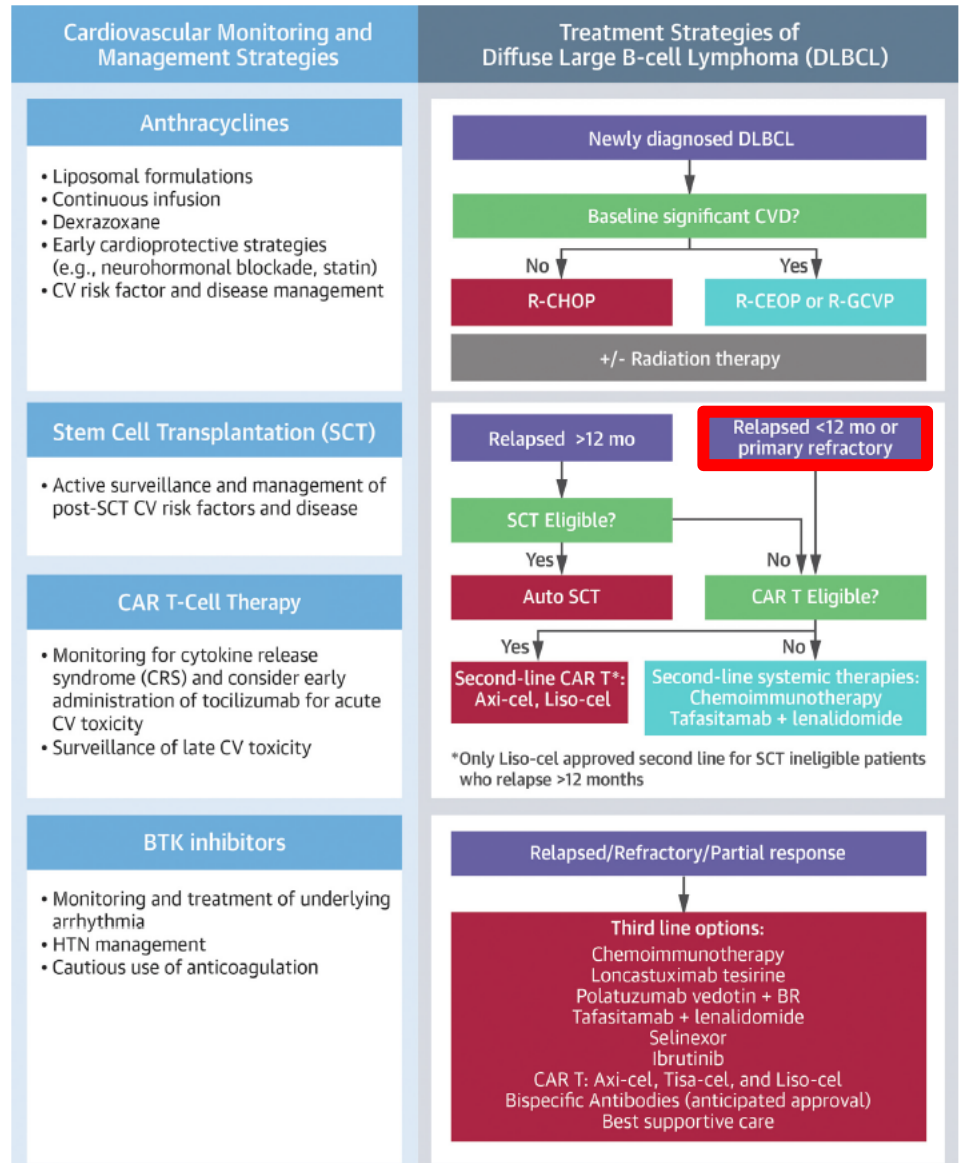 Cardiovascular Monitoring and
Management Strategies
Treatment Strategies of
Diffuse Large B-cell Lymphoma (DLBCL)
Anthracyclines
• Liposomal formulations
• Continuous infusion
• Dexrazoxane
• Early cardioprotective strategies
(e.g., neurohormonal blockade, statin)
• CV risk factor and disease management
Newly diagnosed DLBCL
Baseline significant CVD?
No
Yes
R-CHOP
R-CEOP or R-GCVP
+/- Radiation therapy
Stem Cell Transplantation (SCT)
• Active surveillance and management of
post-SCT CV risk factors and disease
CAR T-Cell Therapy
• Monitoring for cytokine release
syndrome (CRS) and consider early
administration of tocilizumab for acute
CV toxicity
• Surveillance of late CV toxicity
Relapsed >12 mo
Relapsed <12 mo or
primary refractory
SCT Eligible?
Yes
No
Auto SCT
CAR T Eligible?
Yes
No
Second-line CAR T*:
Axi-cel, Liso-cel
Second-line systemic therapies:
Chemoimmunotherapy
Tafasitamab + lenalidomide
*Only Liso-cel approved second line for SCT ineligible patients
who relapse >12 months
BTK inhibitors
• Monitoring and treatment of underlying
arrhythmia
• HTN management
• Cautious use of anticoagulation
Relapsed/Refractory/Partial response
Third line options:
Chemoimmunotherapy
Loncastuximab tesirine
Polatuzumab vedotin + BR
Tafasitamab + lenalidomide
Selinexor
Ibrutinib
CAR T: Axi-cel, Tisa-cel, and Liso-cel
Bispecific Antibodies (anticipated approval)
Best supportive care